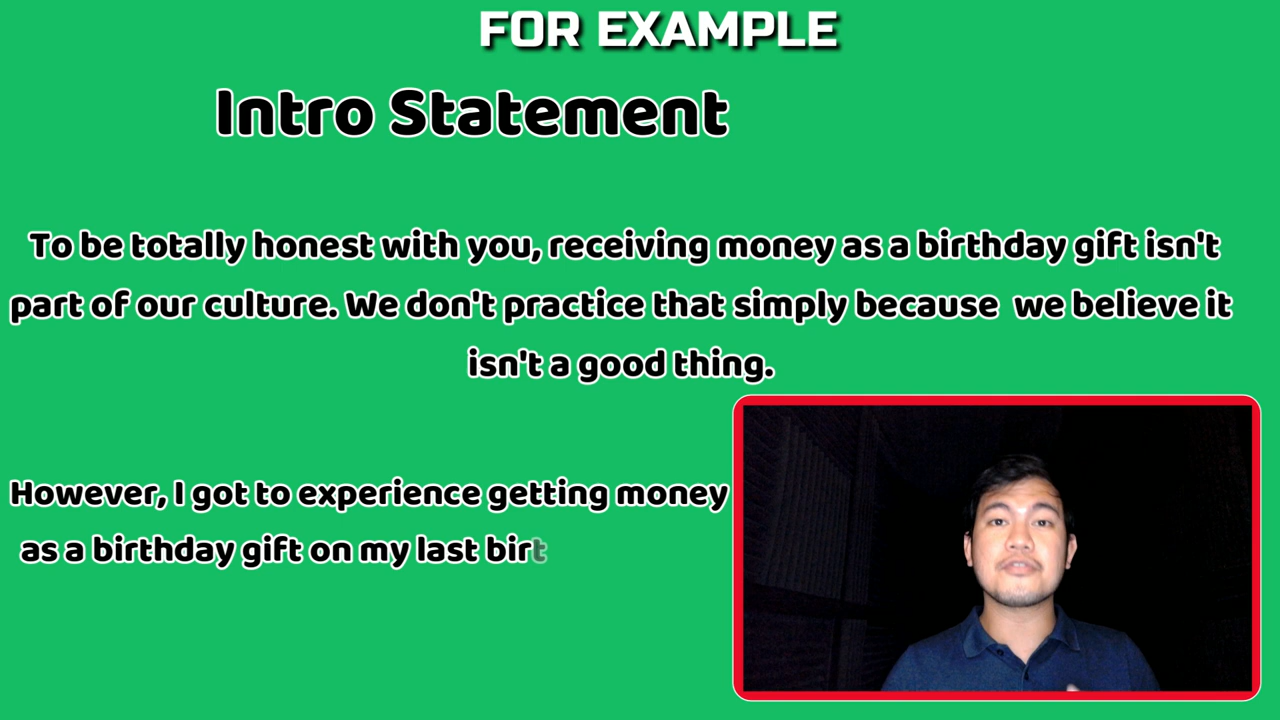 FOR EXAMPLE
Intro Statement
To be totally honest with you, receiving money as a birthday gift isn't
part of our culture. We don't practice that simply because we believe it
isn't a good thing.
However, I got to experience getting money
as a birthday gift on my last birt